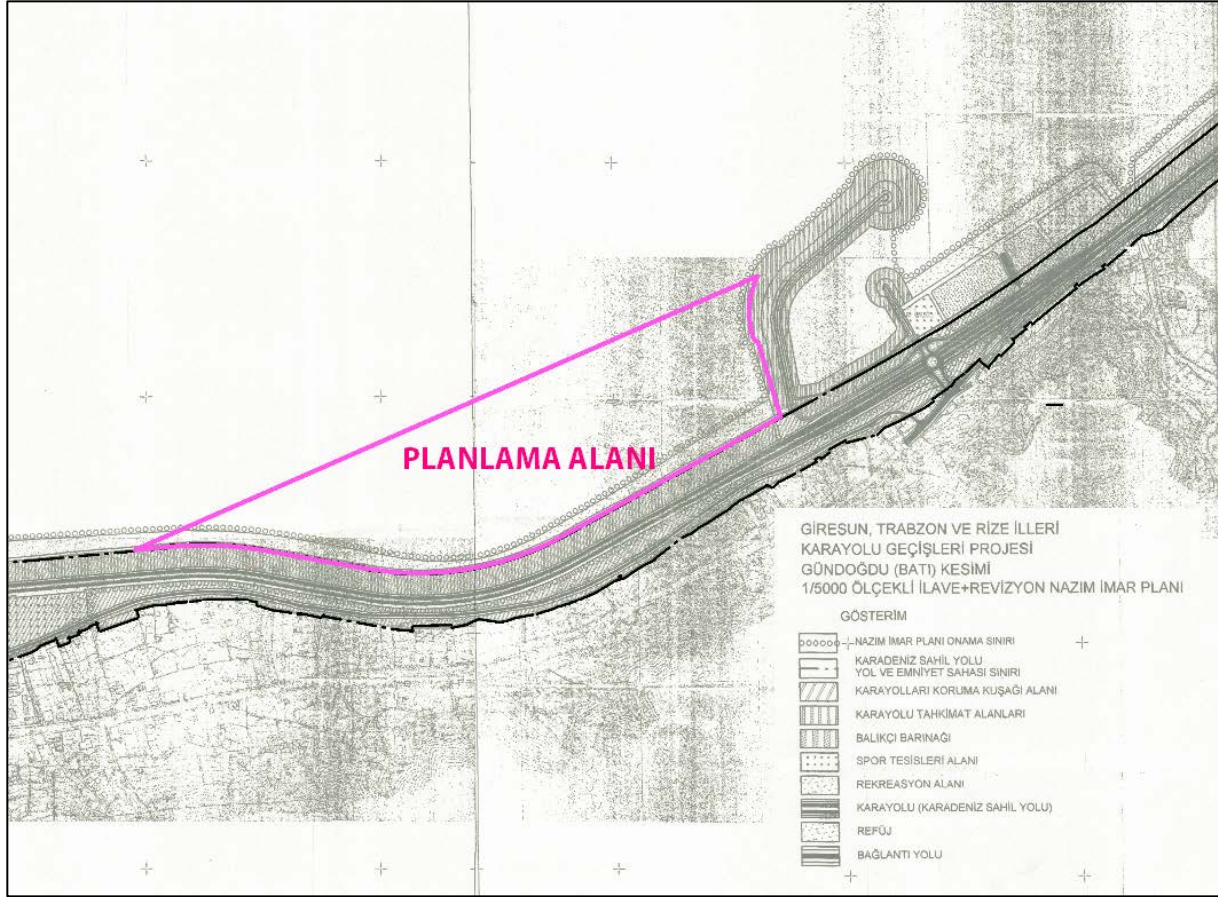 PLANLAMA ALANI
GİRESUN, TRABZON VE RİZE İLLERİ
KARAYOLU GEÇİŞLERİ PROJESİ
GÜNDOĞDU (BATI) KESİMİ
1/5000 ÖLÇEKLİ İLAVE+REVİZYON NAZIM İMAR PLANI
GÖSTERİM
NAZIM İMAR PLANI ONAMA SINIRI
KARADENİZ SAHİL YOLU
YOL VE EMNİYET SAHASI SINIRI
KARAYOLLARI KORUMA KUŞAĞI ALANI
KARAYOLU TAHKİMAT ALANLARI
BALIKÇI BARINAĞI
SPOR TESİSLERİ ALANI
REKREASYON ALANI
KARAYOLU (KARADENİZ SAHİL YOLU)
REFÜJ
BAĞLANTI YOLU